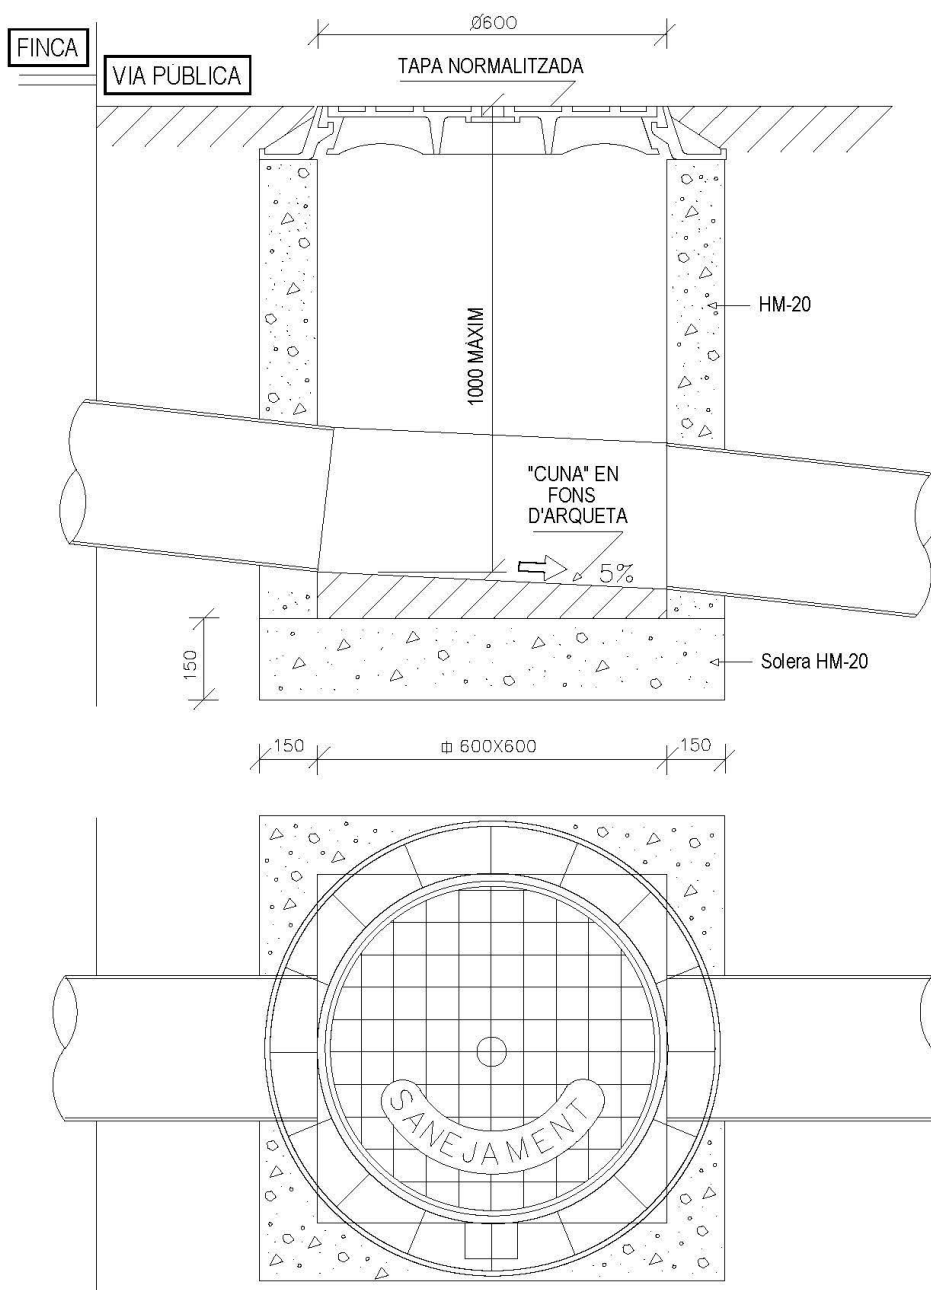 Ø600
FINCA
VIA PÚBLICA
TAPA NORMALITZADA
HM-20
1000 MÀXIM
"CUNA" EN
FONS
D'ARQUETA
5%
150
Solera HM-20
150
600X600
150
SANEJAMENT